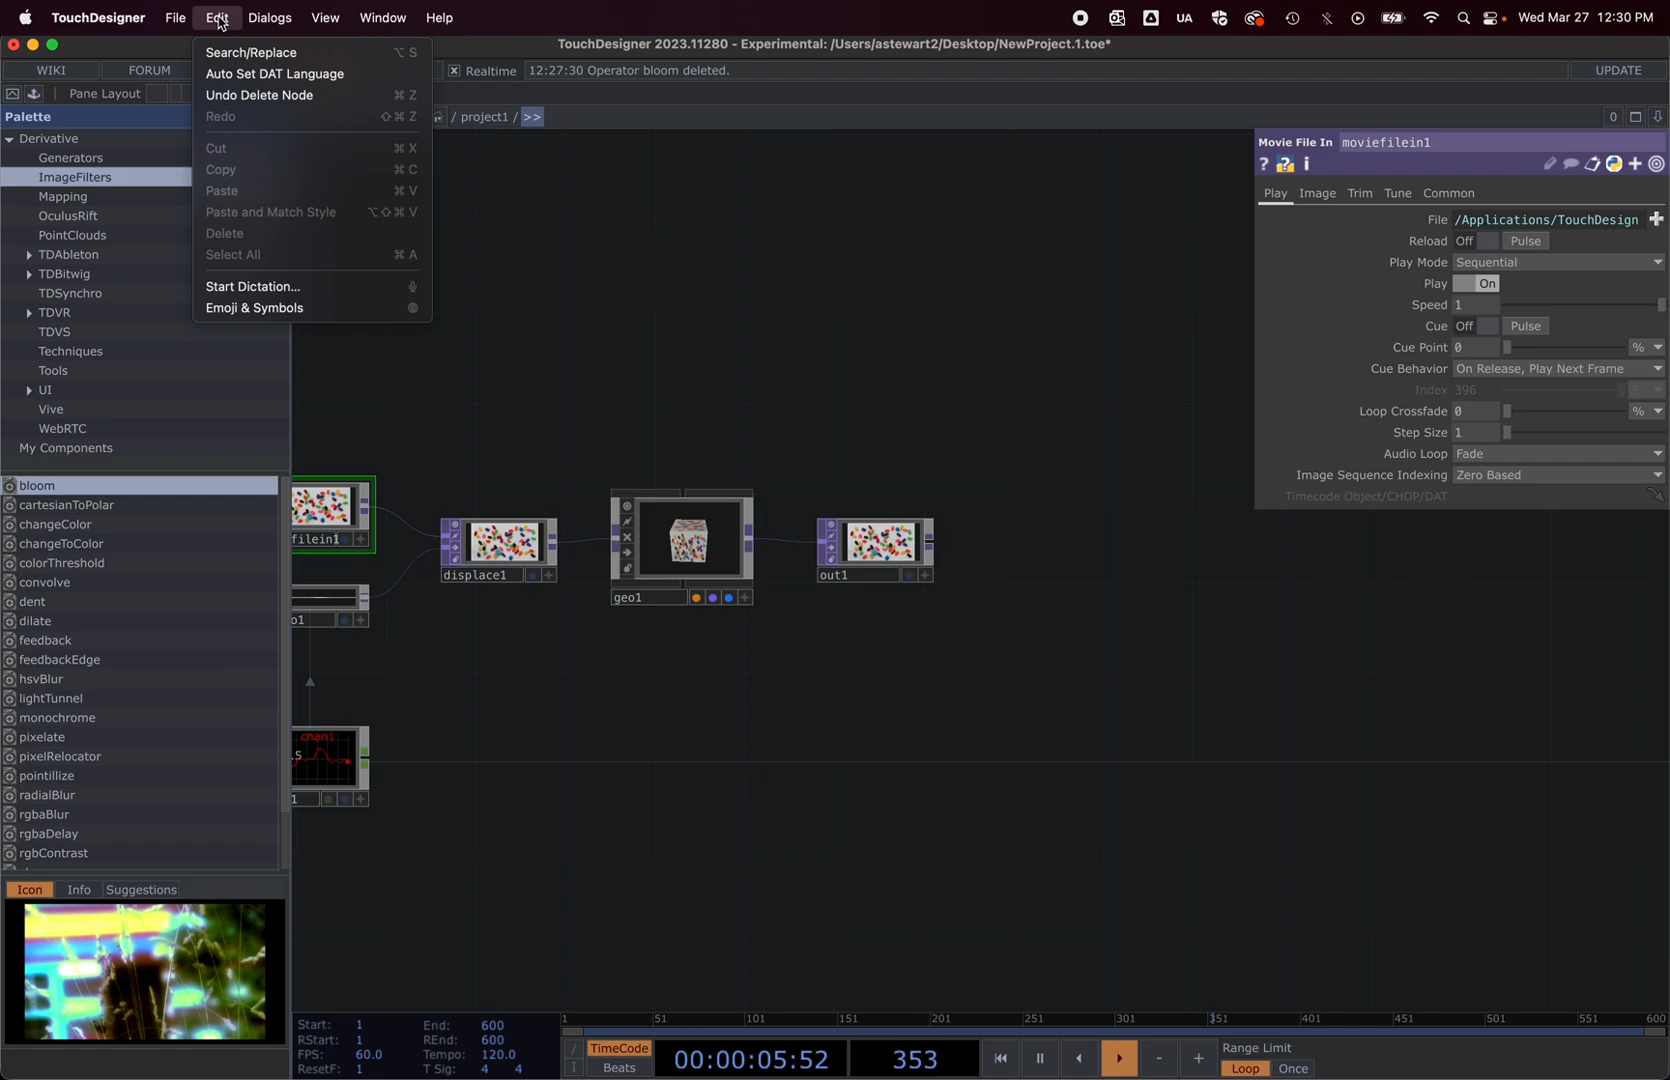 TouchDesigner File Edit Dialogs View Window Help UA Wed Mar 27 12:30 PM
TouchDesigner 2023.11280 - Experimental: /Users/astewart2/Desktop/NewProject.1.toe*
WIKI FORUM Realtime 12:27:30 Operator bloom deleted. UPDATE
Pane Layout
/ project1 / >> 0
Search/Replace ⌥ S
Auto Set DAT Language
Undo Delete Node ⌘ Z
Redo ⇧⌘ Z
Cut ⌘ X
Copy ⌘ C
Paste ⌘ V
Paste and Match Style ⌥⇧⌘ V
Delete
Select All ⌘ A
Start Dictation...
Emoji & Symbols
Palette
Derivative
Generators
ImageFilters
Mapping
OculusRift
PointClouds
TDAbleton
TDBitwig
TDSynchro
TDVR
TDVS
Techniques
Tools
UI
Vive
WebRTC
My Components
bloom
cartesianToPolar
changeColor
changeToColor
colorThreshold
convolve
dent
dilate
feedback
feedbackEdge
hsvBlur
lightTunnel
monochrome
pixelate
pixelRelocator
pointillize
radialBlur
rgbaBlur
rgbaDelay
rgbContrast
Icon Info Suggestions
filein1
o1
chan1
.5
1
displace1
geo1
out1
Movie File In moviefilein1
? ? i
Play Image Trim Tune Common
File /Applications/TouchDesign
Reload Off Pulse
Play Mode Sequential
Play On
Speed 1
Cue Off Pulse
Cue Point 0 %
Cue Behavior On Release, Play Next Frame
Index 396
Loop Crossfade 0 %
Step Size 1
Audio Loop Fade
Image Sequence Indexing Zero Based
Timecode Object/CHOP/DAT
Start: 1 End: 600
RStart: 1 REnd: 600
FPS: 60.0 Tempo: 120.0
ResetF: 1 T Sig: 4 4
1 51 101 151 201 251 301 351 401 451 501 551 600
TimeCode
Beats
00:00:05:52 353
- +
Range Limit
Loop Once